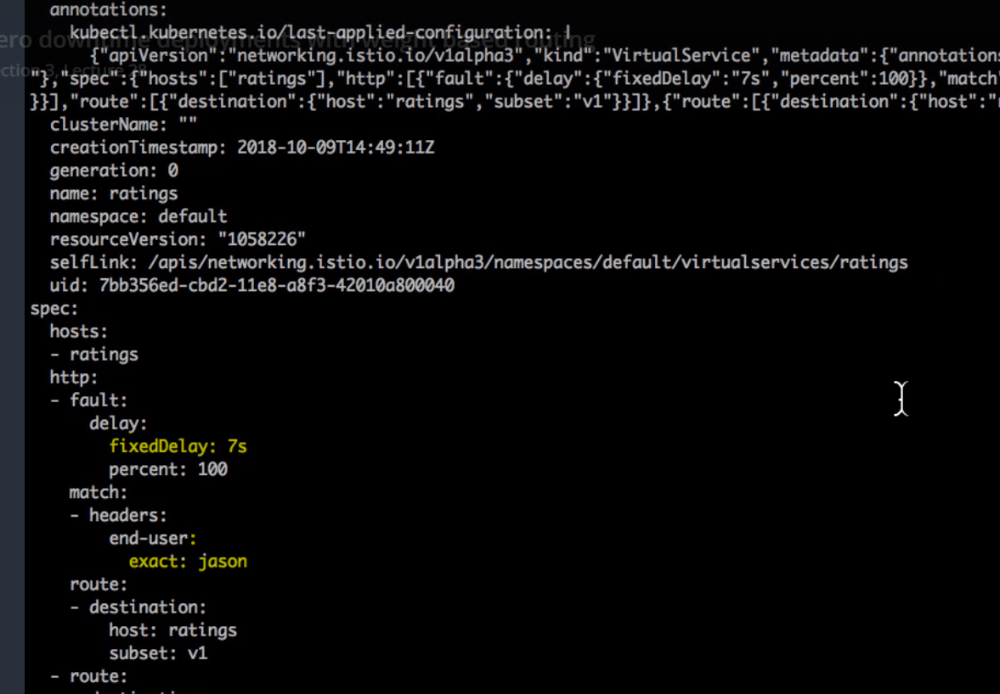 annotations:
kubectl.kubernetes.io/last-applied-configuration: |
ero downtime deployments with weight based routing
{"apiVersion":"networking.istio.io/v1alpha3","kind":"VirtualService","metadata":{"annotations
ction 3, Lecture 28
"},"spec":{"hosts":["ratings"],"http":[{"fault":{"delay":{"fixedDelay":"7s","percent":100}},"match"
}}],"route":[{"destination":{"host":"ratings","subset":"v1"}}]},{"route":[{"destination":{"host":"r
clusterName: ""
creationTimestamp: 2018-10-09T14:49:11Z
generation: 0
name: ratings
namespace: default
resourceVersion: "1058226"
selfLink: /apis/networking.istio.io/v1alpha3/namespaces/default/virtualservices/ratings
uid: 7bb356ed-cbd2-11e8-a8f3-42010a800040
spec:
hosts:
- ratings
http:
- fault:
delay:
fixedDelay: 7s
percent: 100
match:
- headers:
end-user:
exact: jason
route:
- destination:
host: ratings
subset: v1
- route: